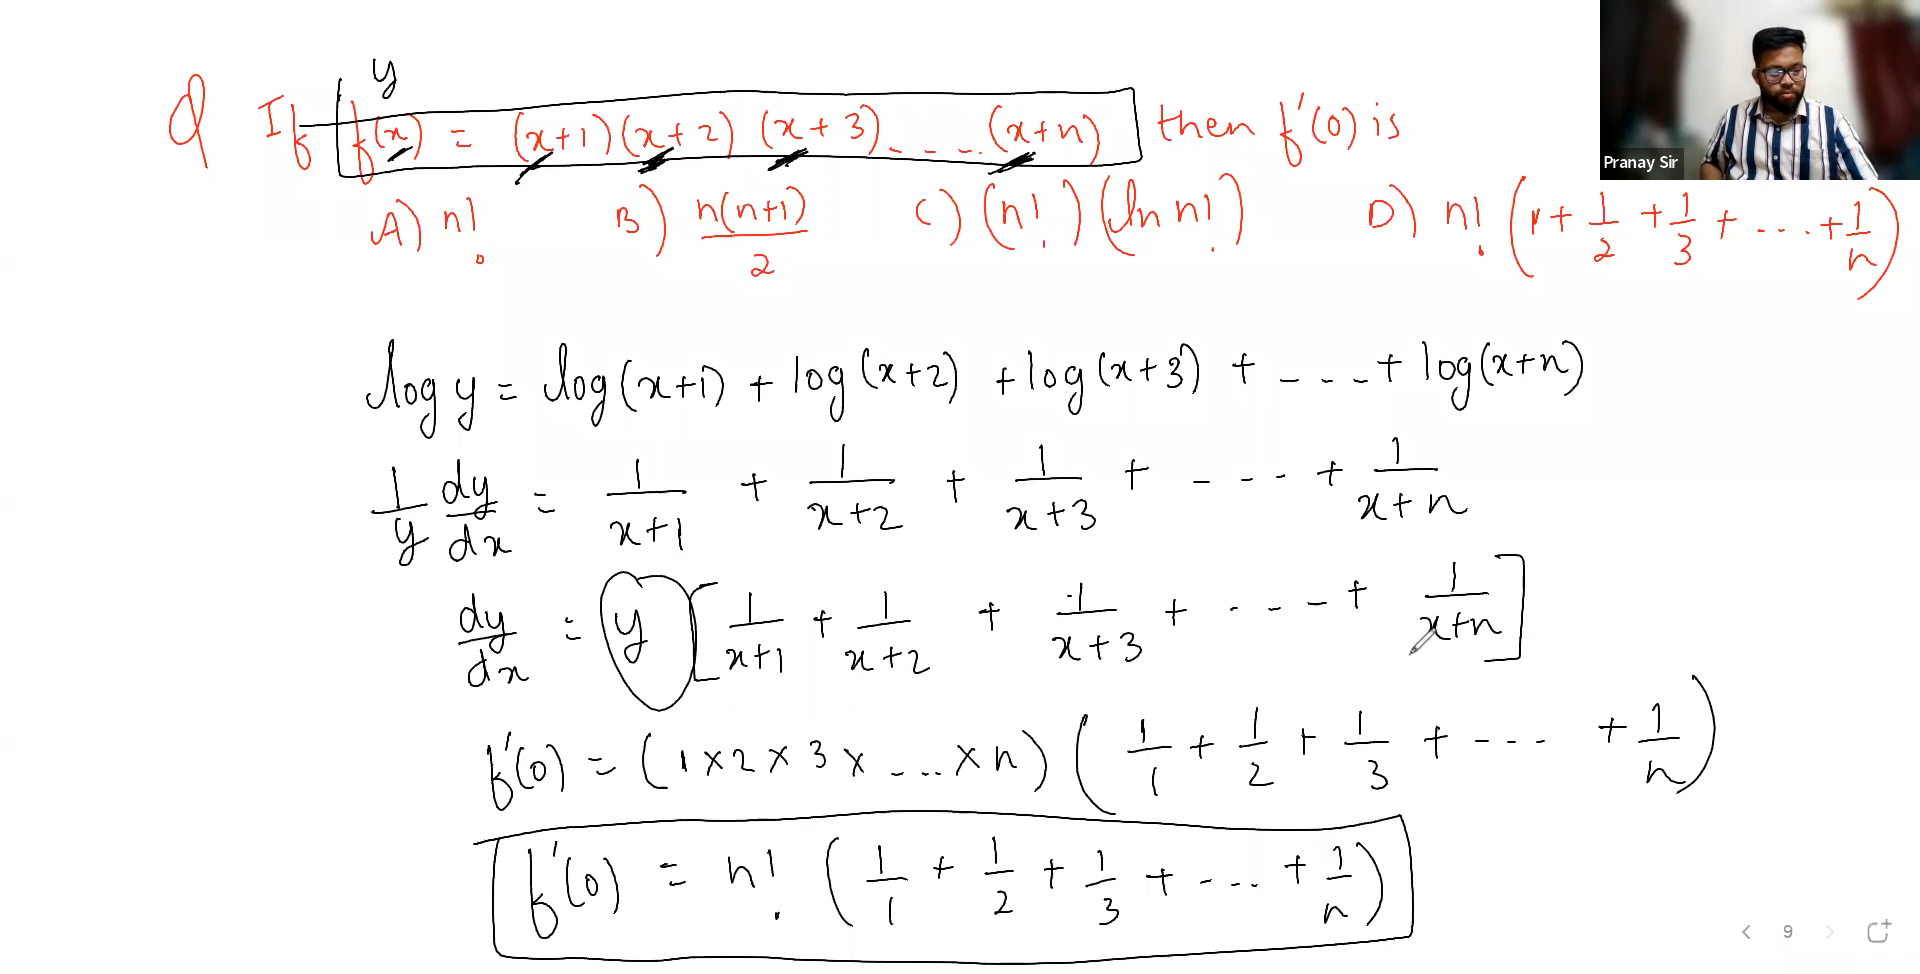 y
Q If f(x) = (x+1)(x+2)(x+3)-----(x+n) then f'(0) is
A) n! B) n(n+1)/2 C) (n!)(ln n!) D) n! (1+1/2+1/3+...+1/n)
log y = log(x+1) + log(x+2) + log(x+3) + ---- + log(x+n)
1/y dy/dx = 1/(x+1) + 1/(x+2) + 1/(x+3) + ---- + 1/(x+n)
dy/dx = y [1/(x+1) + 1/(x+2) + 1/(x+3) + ---- + 1/(x+n)]
f'(0) = (1×2×3×....×n) (1/1 + 1/2 + 1/3 + --- + 1/n)
f'(0) = n! (1/1 + 1/2 + 1/3 + ---- + 1/n)
Pranay Sir
9